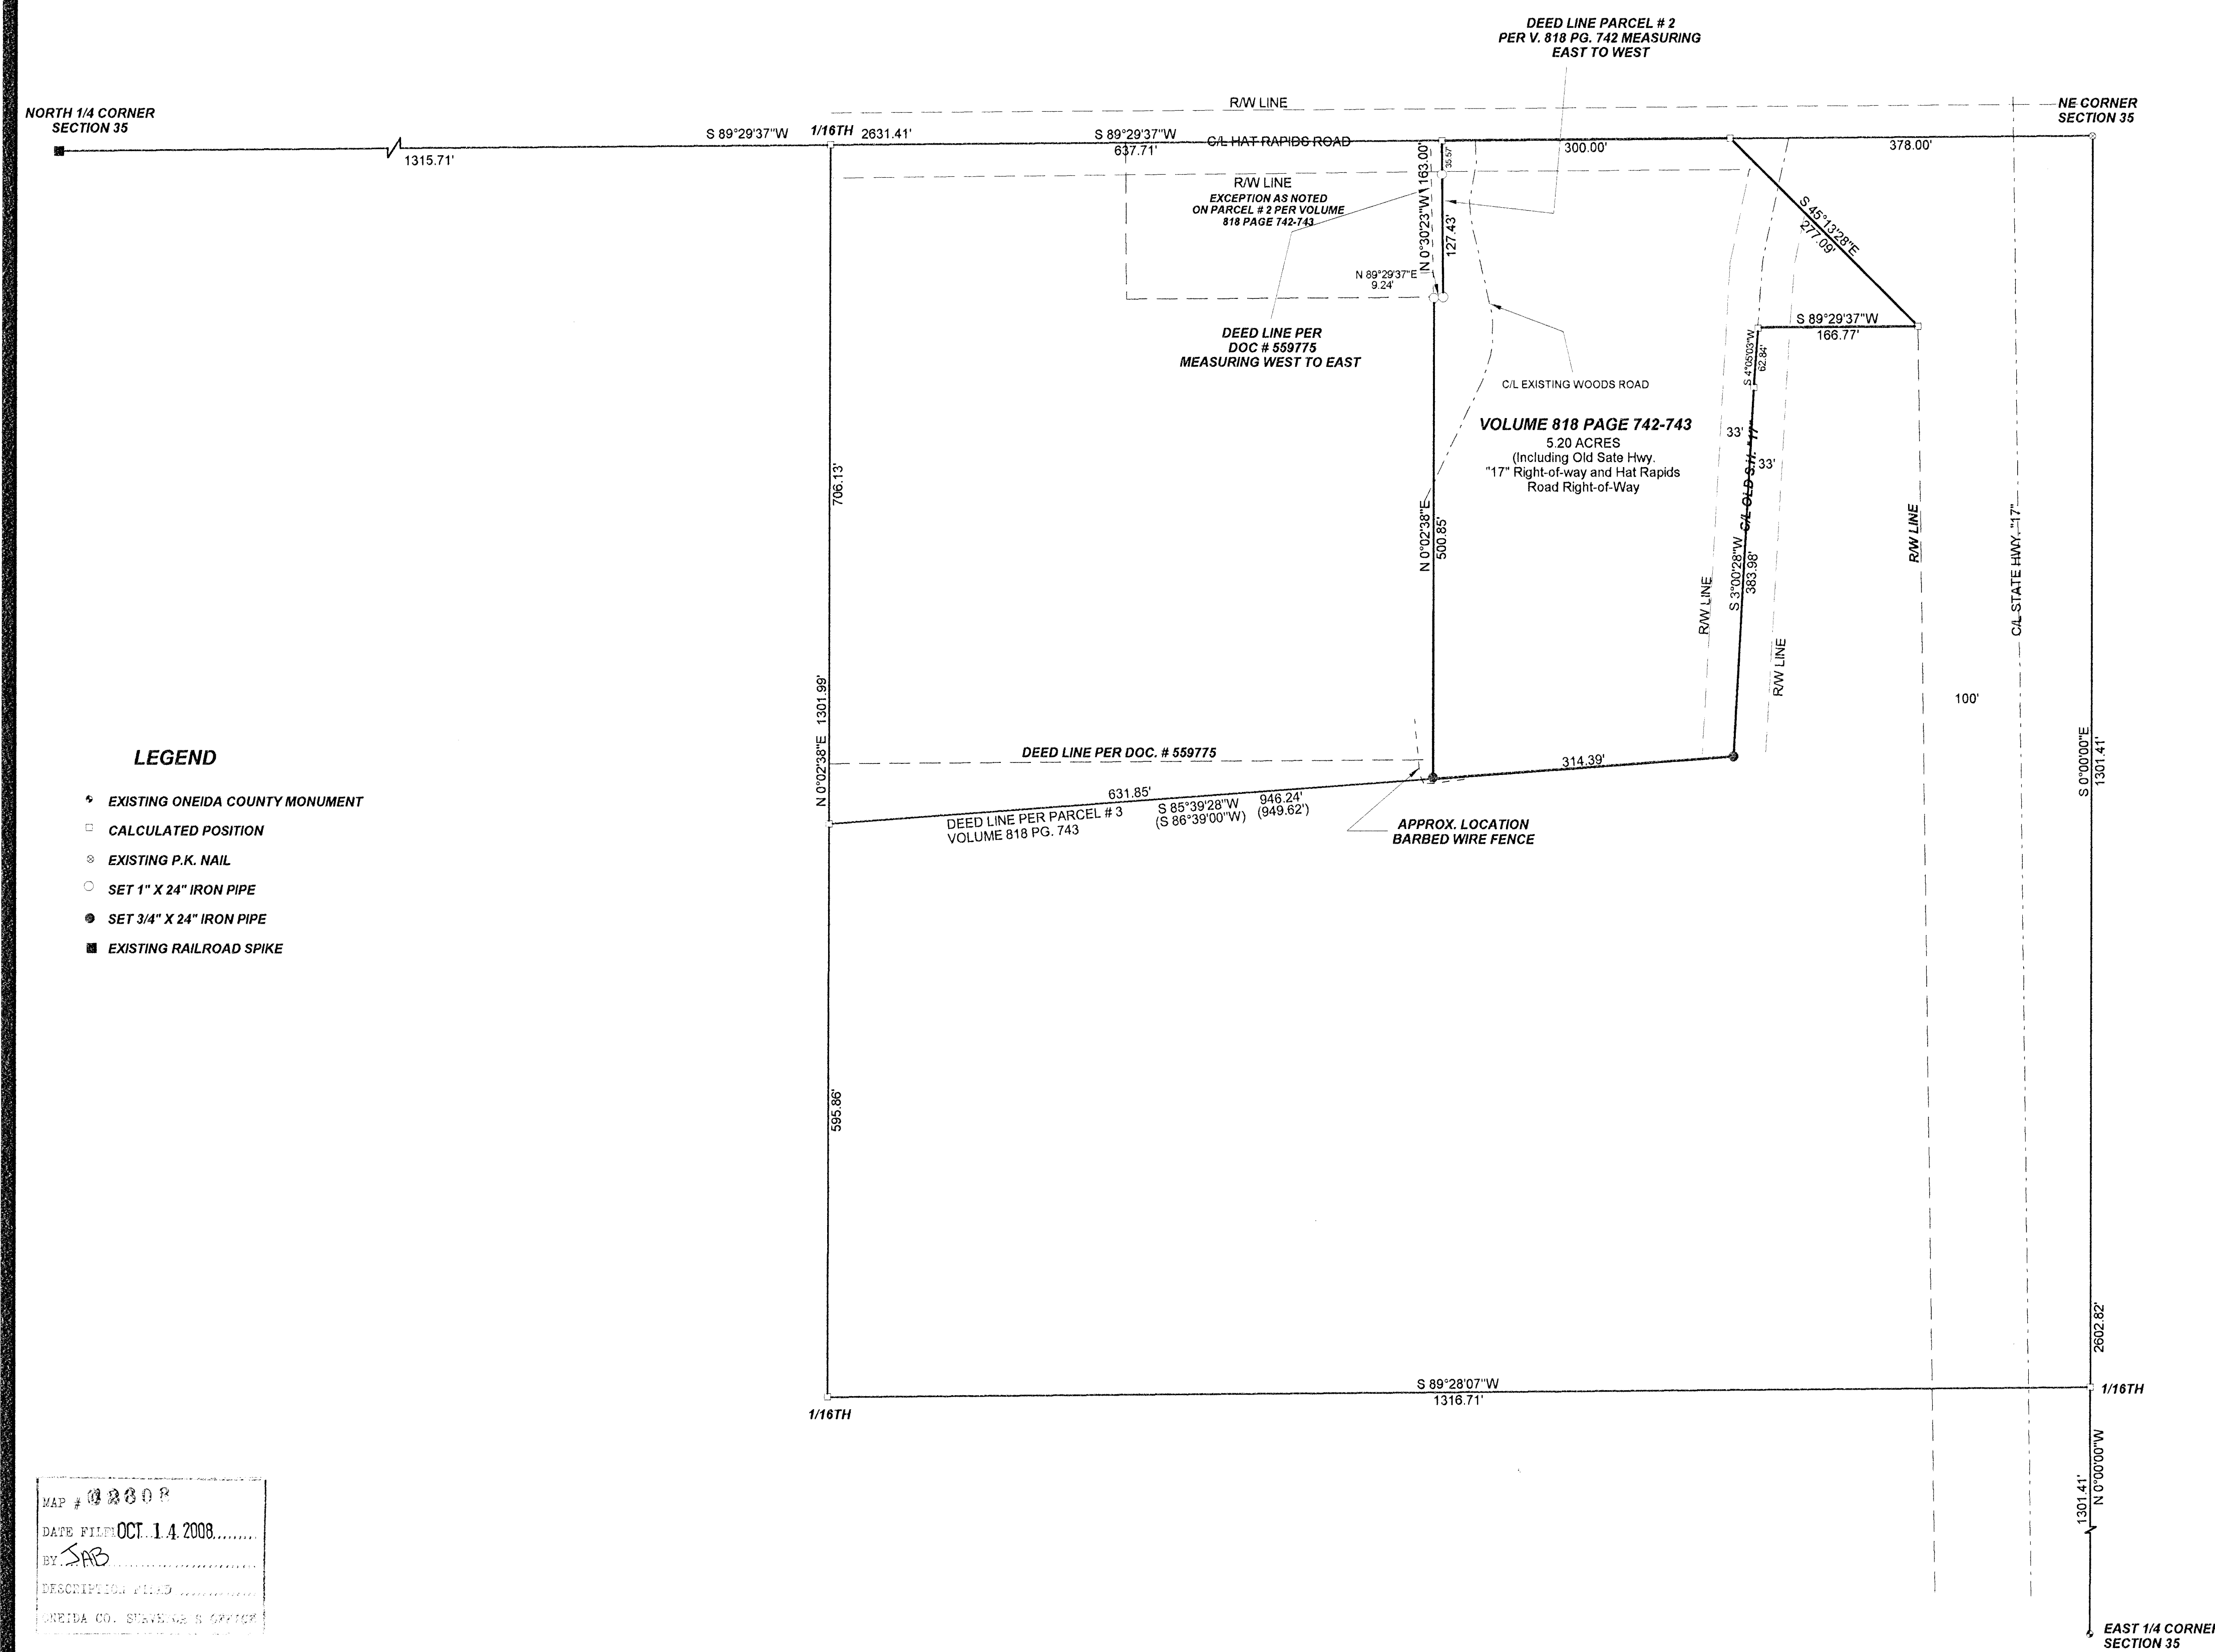 DEED LINE PARCEL # 2
PER V. 818 PG. 742 MEASURING
EAST TO WEST
NORTH 1/4 CORNER
SECTION 35
R/W LINE
NE CORNER
SECTION 35
S 89°29'37"W
1/16TH
2631.41'
S 89°29'37"W
C/L HAT RAPIDS ROAD
1315.71'
637.71'
300.00'
378.00'
R/W LINE
EXCEPTION AS NOTED
ON PARCEL # 2 PER VOLUME
818 PAGE 742-743
N 0°30'23"W
163.00'
35.57'
127.43'
S 45°13'28"E
277.09'
N 89°29'37"E
9.24'
DEED LINE PER
DOC # 559775
MEASURING WEST TO EAST
S 89°29'37"W
166.77'
S 4°05'03"W
62.84'
C/L EXISTING WOODS ROAD
VOLUME 818 PAGE 742-743
5.20 ACRES
(Including Old Sate Hwy.
"17" Right-of-way and Hat Rapids
Road Right-of-Way
33'
33'
706.13'
N 0°02'38"E
500.85'
S 3°00'28"W
C/L OLD S.H. "17"
383.98'
R/W LINE
R/W LINE
R/W LINE
C/L STATE HWY. "17"
100'
N 0°02'38"E 1301.99'
S 0°00'00"E
1301.41'
DEED LINE PER DOC. # 559775
314.39'
631.85'
S 85°39'28"W 946.24'
(S 86°39'00"W) (949.62')
DEED LINE PER PARCEL # 3
VOLUME 818 PG. 743
APPROX. LOCATION
BARBED WIRE FENCE
LEGEND
EXISTING ONEIDA COUNTY MONUMENT
CALCULATED POSITION
EXISTING P.K. NAIL
SET 1" X 24" IRON PIPE
SET 3/4" X 24" IRON PIPE
EXISTING RAILROAD SPIKE
595.86'
2602.82'
S 89°28'07"W
1316.71'
1/16TH
1/16TH
1301.41'
N 0°00'00"W
MAP #
DATE FILED OCT 14 2008
BY JAB
DESCRIPTION FILED
ONEIDA CO. SURVEYOR'S OFFICE
EAST 1/4 CORNER
SECTION 35